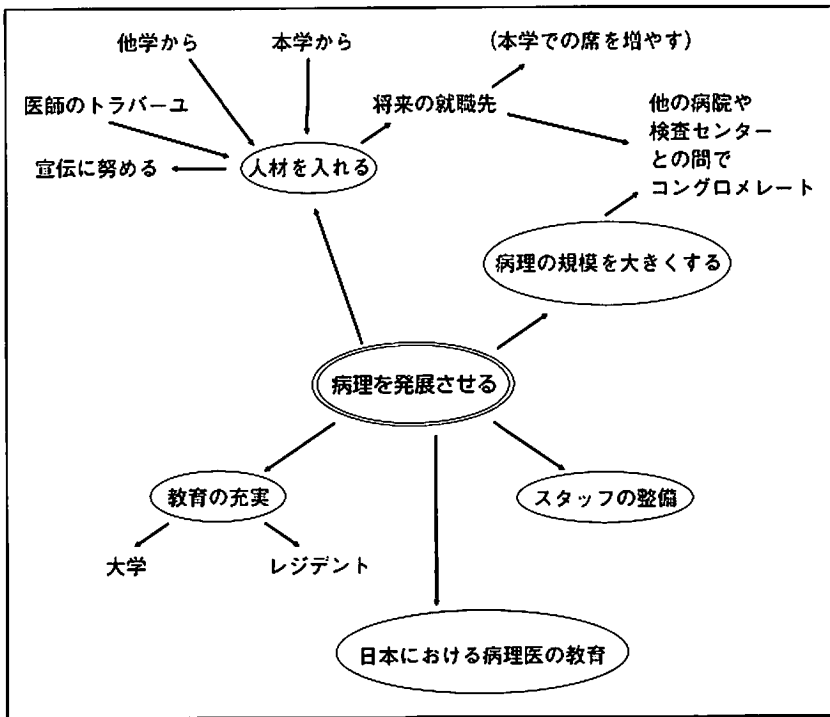 他学から
本学から
(本学での席を増やす)
医師のトラバーユ
将来の就職先
他の病院や
検査センター
との間で
コングロメレート
宣伝に努める
人材を入れる
病理の規模を大きくする
病理を発展させる
教育の充実
スタッフの整備
大学
レジデント
日本における病理医の教育